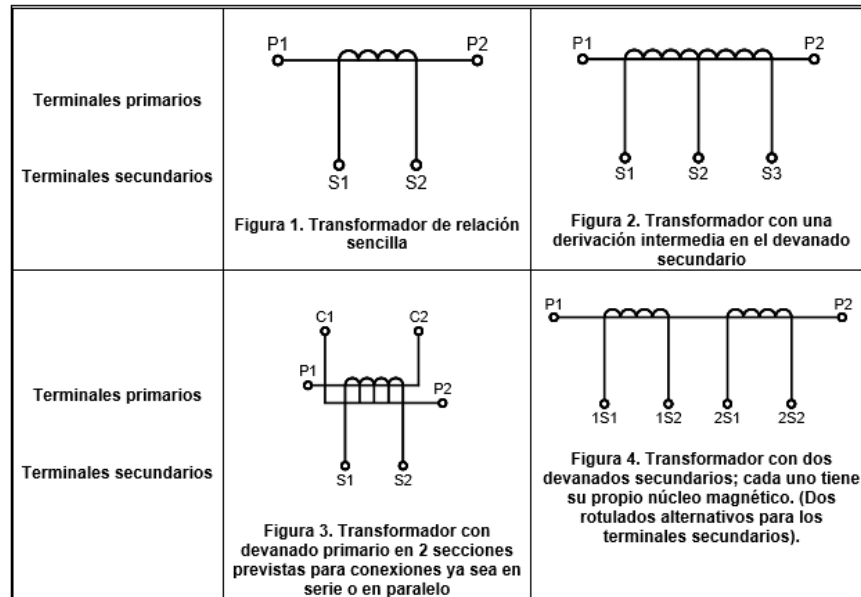 Terminales primarios
Terminales secundarios
P1 P2
S1 S2
Figura 1. Transformador de relación
sencilla
P1 P2
S1 S2 S3
Figura 2. Transformador con una
derivación intermedia en el devanado
secundario
Terminales primarios
Terminales secundarios
C1 C2
P1
P2
S1 S2
Figura 3. Transformador con
devanado primario en 2 secciones
previstas para conexiones ya sea en
serie o en paralelo
P1 P2
1S1 1S2 2S1 2S2
Figura 4. Transformador con dos
devanados secundarios; cada uno tiene
su propio núcleo magnético. (Dos
rotulados alternativos para los
terminales secundarios).